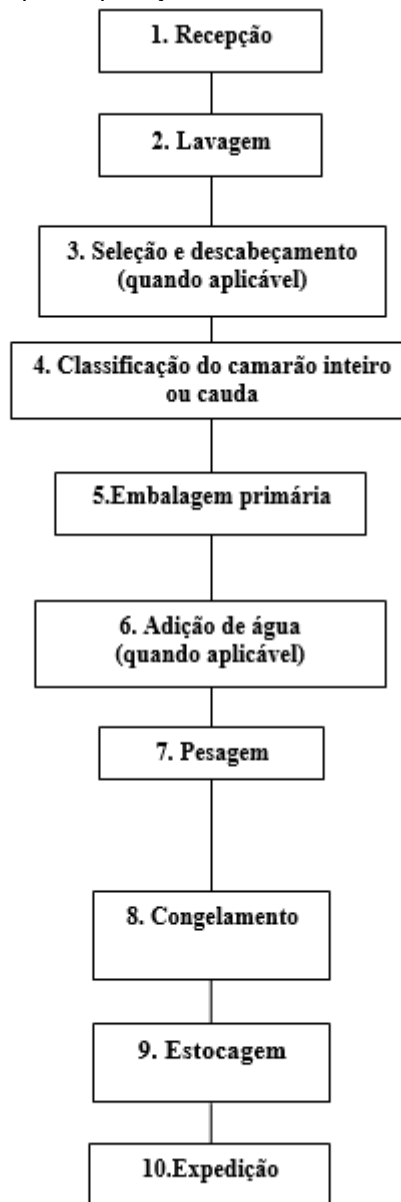 1. Recepção
2. Lavagem
3. Seleção e descabeçamento
(quando aplicável)
4. Classificação do camarão inteiro
ou cauda
5.Embalagem primária
6. Adição de água
(quando aplicável)
7. Pesagem
8. Congelamento
9. Estocagem
10.Expedição